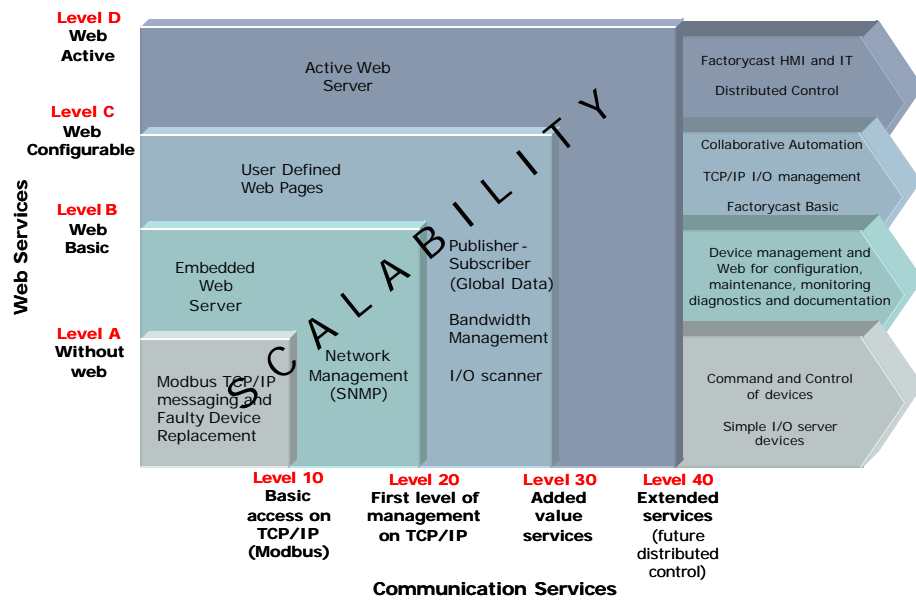 Level D
Web
Active
Level C
Web
Configurable
Level B
Web
Basic
Level A
Without
web
Web Services
Active Web
Server
User Defined
Web Pages
Embedded
Web
Server
Modbus TCP/IP
messaging and
Faulty Device
Replacement
Network
Management
(SNMP)
Publisher-
Subscriber
(Global Data)
Bandwidth
Management
I/O scanner
SCALABILITY
Factorycast HMI and IT
Distributed Control
Collaborative Automation
TCP/IP I/O management
Factorycast Basic
Device management and
Web for configuration,
maintenance, monitoring
diagnostics and documentation
Command and Control
of devices
Simple I/O server
devices
Level 10
Basic
access on
TCP/IP
(Modbus)
Level 20
First level of
management
on TCP/IP
Level 30
Added
value
services
Level 40
Extended
services
(future
distributed
control)
Communication Services